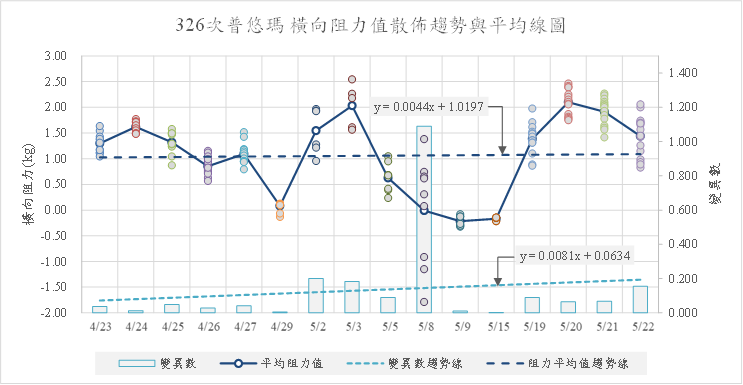 326次普悠瑪 橫向阻力值散佈趨勢與平均線圖
橫向阻力(kg)
3.00
2.50
2.00
1.50
1.00
0.50
0.00
-0.50
-1.00
-1.50
-2.00
y = 0.0044x + 1.0197
y = 0.0081x + 0.0634
1.400
1.200
1.000
0.800
0.600
0.400
0.200
0.000
變異數
4/23 4/24 4/25 4/26 4/27 4/29 5/2 5/3 5/5 5/8 5/9 5/15 5/19 5/20 5/21 5/22
變異數 平均阻力值 變異數趨勢線 阻力平均值趨勢線